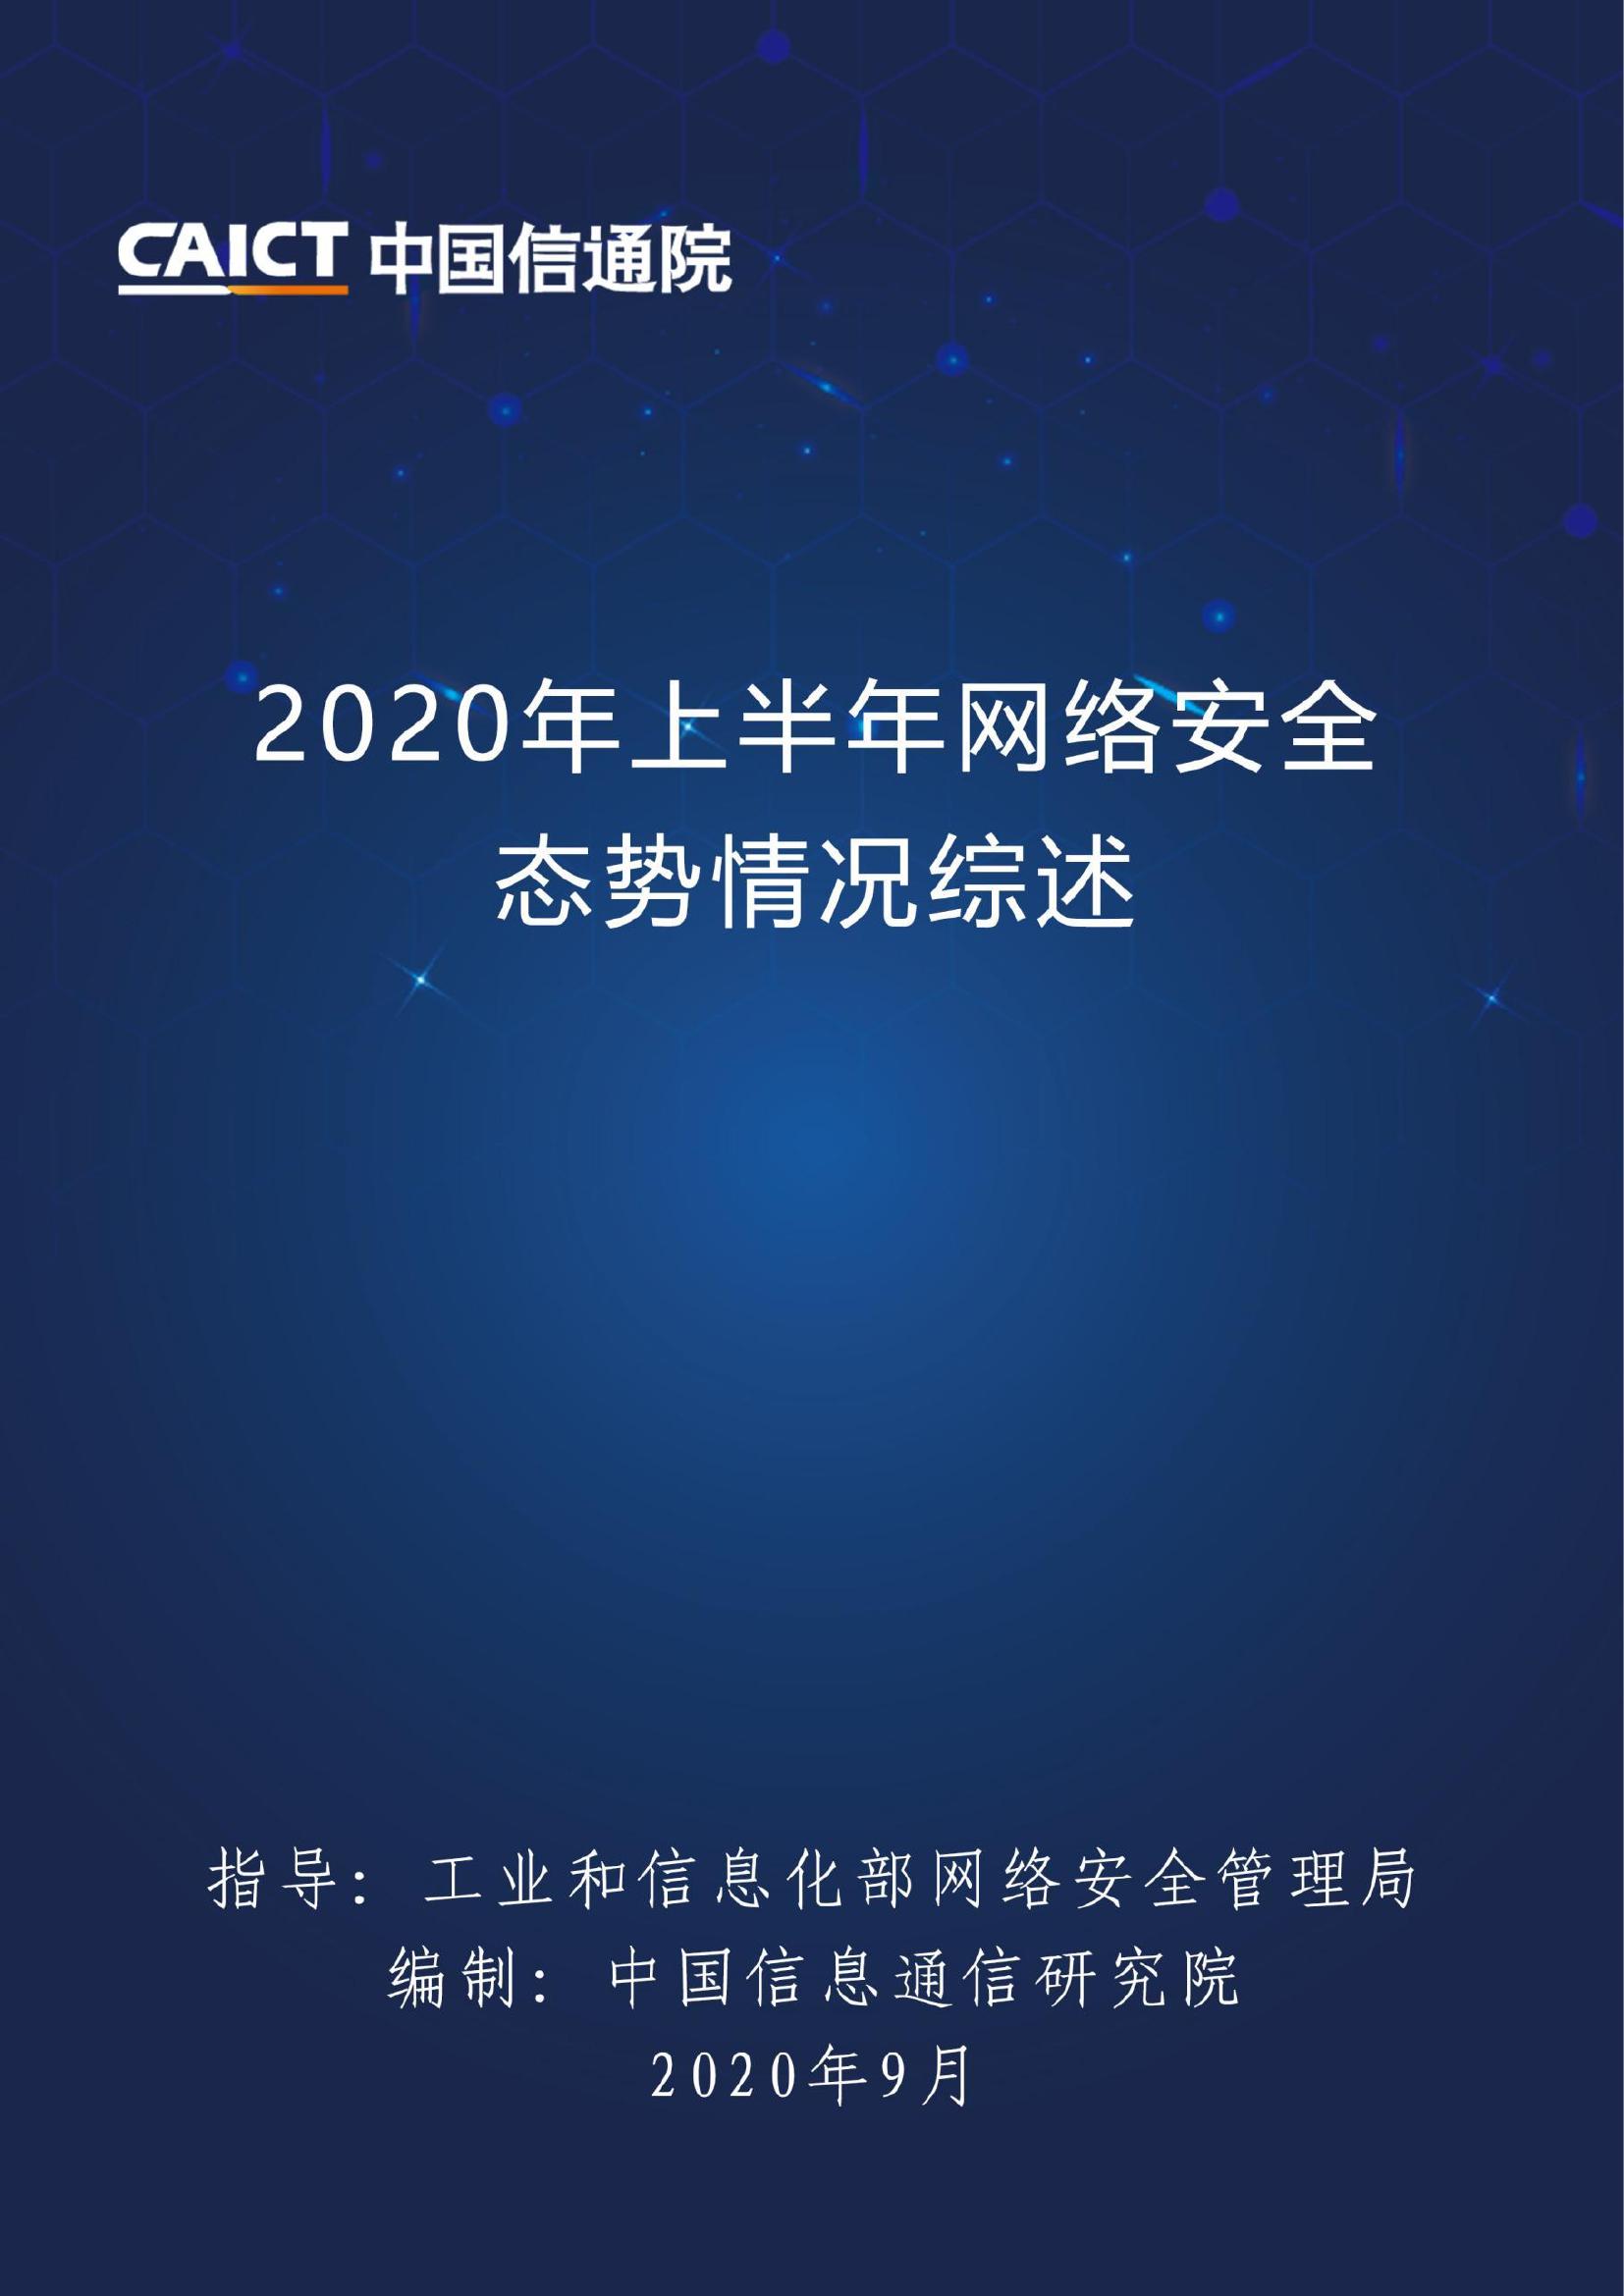 CAICT 中国信通院
2020年上半年网络安全
态势情况综述
指导：工业和信息化部网络安全管理局
编制：中国信息通信研究院
2020年9月